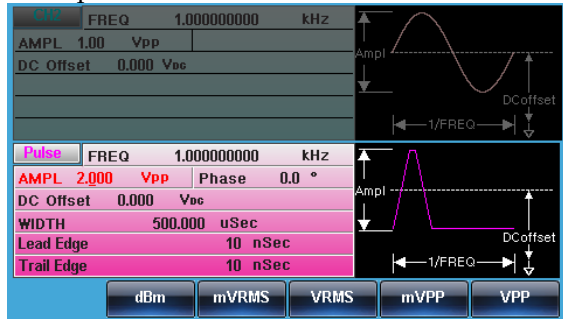 FREQ 1.000000000 kHz
AMPL 1.00 Vpp
DC Offset 0.000 VDC
Ampl
DCoffset
1/FREQ
Pulse FREQ 1.000000000 kHz
AMPL 2.000 Vpp Phase 0.0 °
DC Offset 0.000 VDC
WIDTH 500.000 uSec
Lead Edge 10 nSec
Trail Edge 10 nSec
Ampl
DCoffset
1/FREQ
dBm mVRMS VRMS mVPP VPP